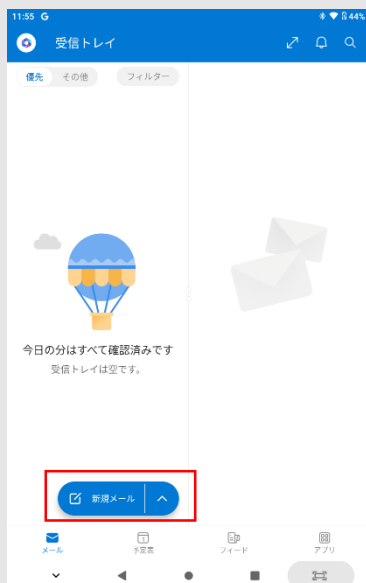 11:55 G 44%
受信トレイ
優先 その他 フィルター
今日の分はすべて確認済みです
受信トレイは空です。
新規メール
メール 予定表 フィード アプリ